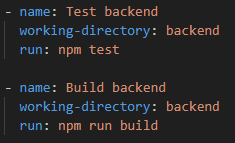 - name: Test backend
  working-directory: backend
  run: npm test

- name: Build backend
  working-directory: backend
  run: npm run build